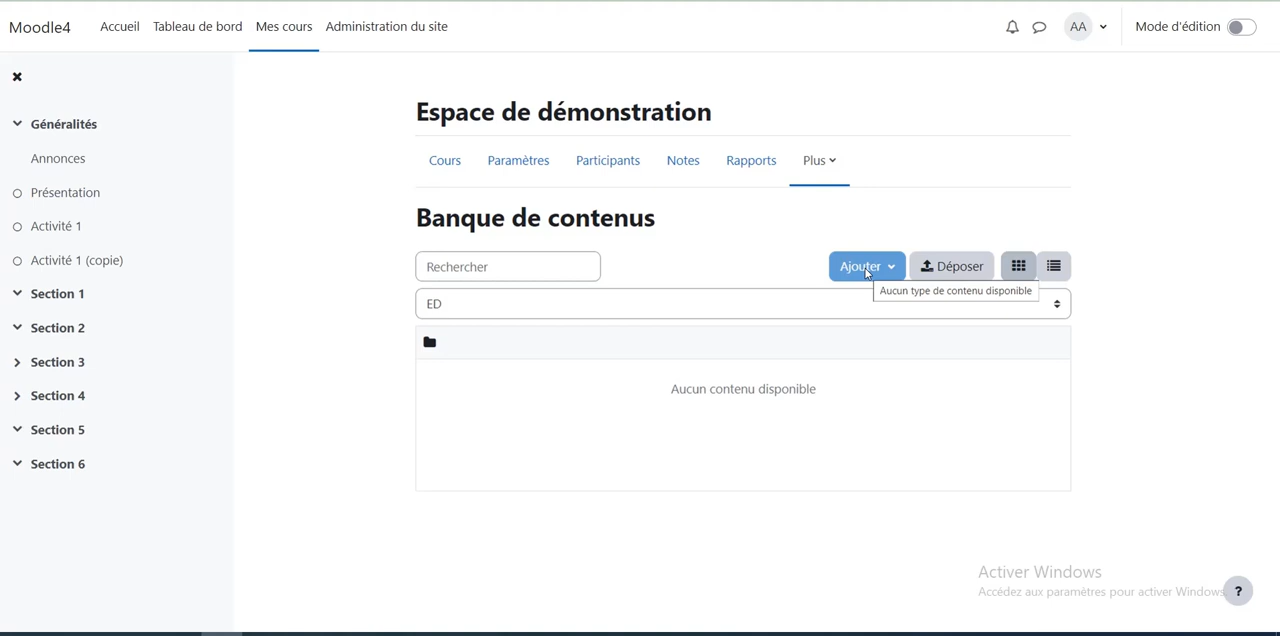 Moodle4 Accueil Tableau de bord Mes cours Administration du site AA Mode d'édition
Généralités
Annonces
Présentation
Activité 1
Activité 1 (copie)
Section 1
Section 2
Section 3
Section 4
Section 5
Section 6
Espace de démonstration
Cours Paramètres Participants Notes Rapports Plus
Banque de contenus
Rechercher Ajouter Déposer
Aucun type de contenu disponible
ED
Aucun contenu disponible
Activer Windows
Accédez aux paramètres pour activer Windows
?